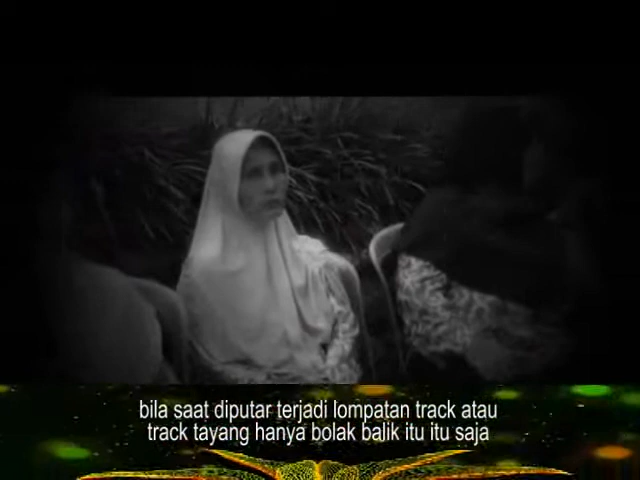 bila saat diputar terjadi lompatan track atau
track tayang hanya bolak balik itu itu saja